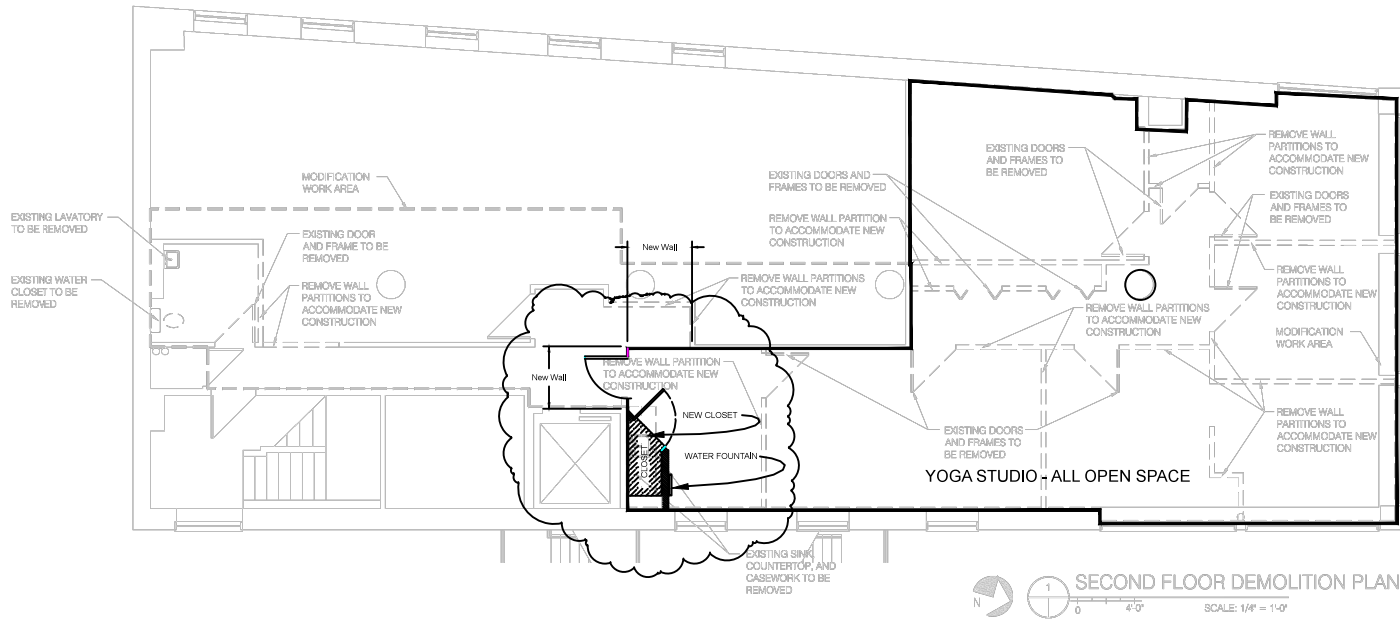 MODIFICATION
WORK AREA
EXISTING LAVATORY
TO BE REMOVED
EXISTING WATER
CLOSET TO BE
REMOVED
EXISTING DOOR
AND FRAME TO BE
REMOVED
REMOVE WALL
PARTITIONS TO
ACCOMMODATE NEW
CONSTRUCTION
New Wall
New Wall
REMOVE WALL PARTITIONS
TO ACCOMMODATE NEW
CONSTRUCTION
REMOVE WALL PARTITION
TO ACCOMMODATE NEW
CONSTRUCTION
NEW CLOSET
CLOSET
WATER FOUNTAIN
EXISTING SINK,
COUNTERTOP, AND
CASEWORK TO BE
REMOVED
EXISTING DOORS AND
FRAMES TO BE REMOVED
REMOVE WALL PARTITION
TO ACCOMMODATE NEW
CONSTRUCTION
EXISTING DOORS
AND FRAMES TO
BE REMOVED
REMOVE WALL
PARTITIONS TO
ACCOMMODATE NEW
CONSTRUCTION
EXISTING DOORS
AND FRAMES TO
BE REMOVED
REMOVE WALL
PARTITIONS TO
ACCOMMODATE NEW
CONSTRUCTION
REMOVE WALL PARTITIONS
TO ACCOMMODATE NEW
CONSTRUCTION
MODIFICATION
WORK AREA
EXISTING DOORS
AND FRAMES TO
BE REMOVED
REMOVE WALL
PARTITIONS TO
ACCOMMODATE NEW
CONSTRUCTION
YOGA STUDIO - ALL OPEN SPACE
N
1
SECOND FLOOR DEMOLITION PLAN
0 4'-0" SCALE: 1/4" = 1'-0"